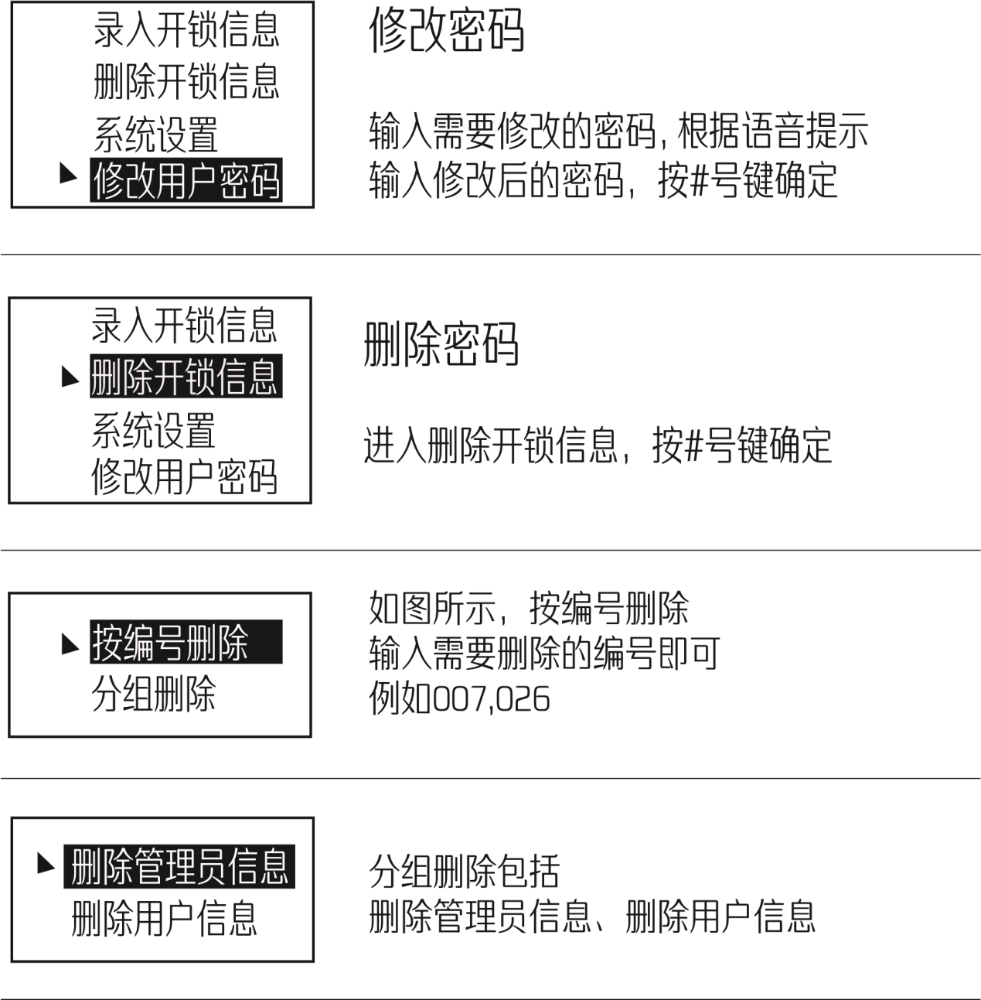 录入开锁信息
删除开锁信息
系统设置
修改用户密码
修改密码
输入需要修改的密码,根据语音提示
输入修改后的密码，按#号键确定
录入开锁信息
删除开锁信息
系统设置
修改用户密码
删除密码
进入删除开锁信息，按#号键确定
按编号删除
分组删除
如图所示，按编号删除
输入需要删除的编号即可
例如007,026
删除管理员信息
删除用户信息
分组删除包括
删除管理员信息、删除用户信息